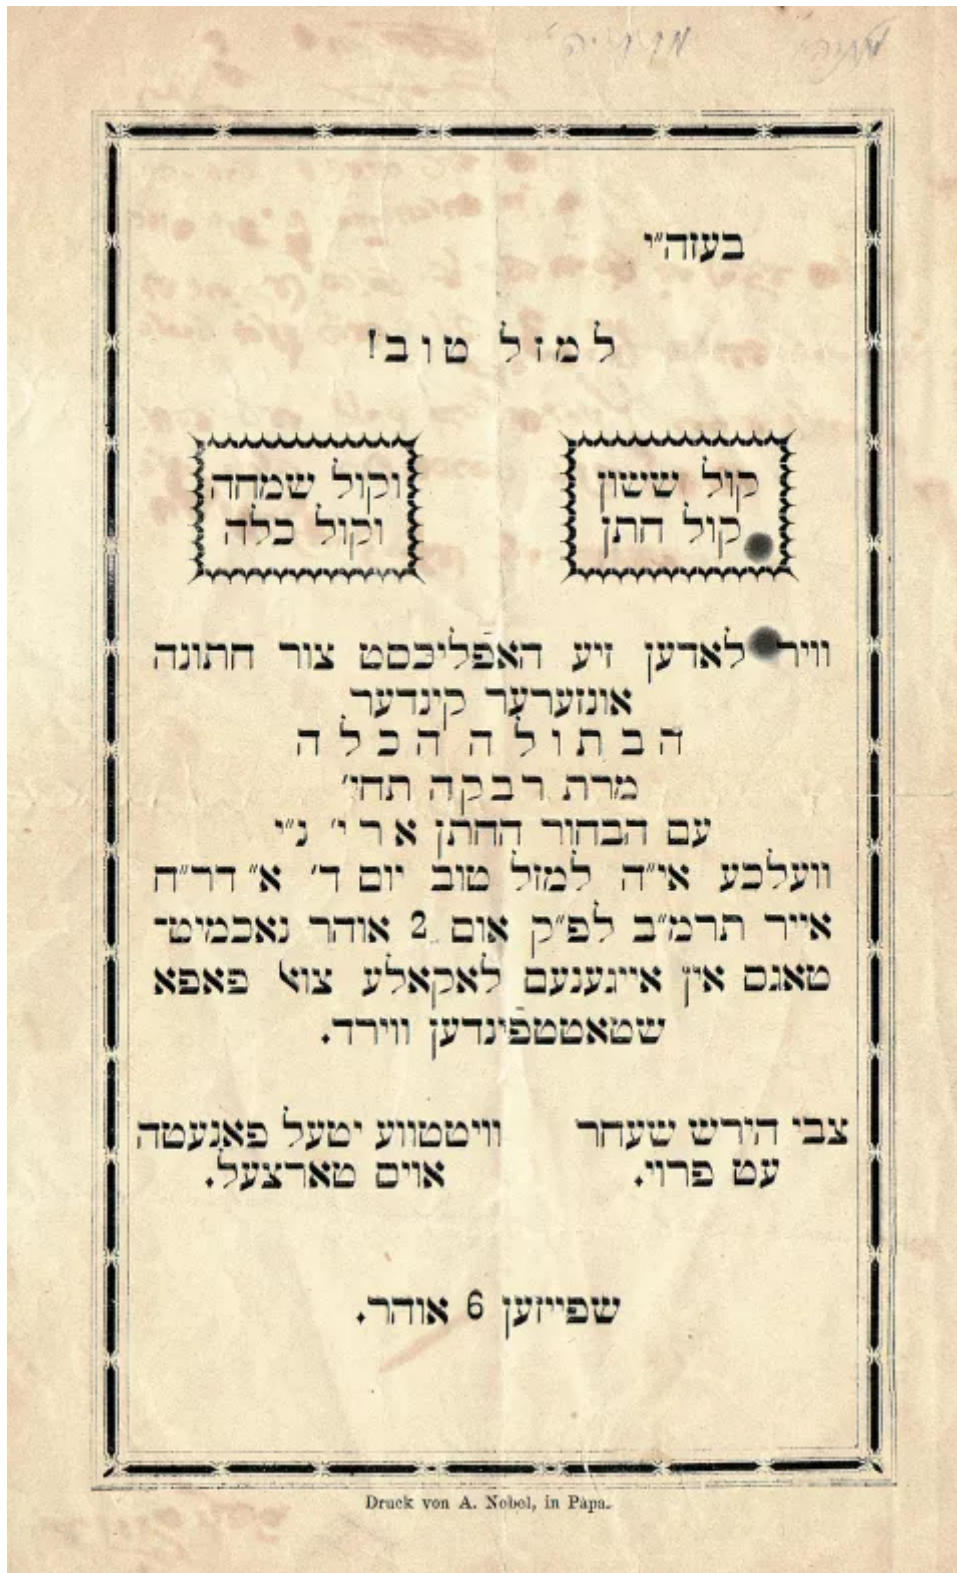 בעזה״י
למזל טוב!
קול ששון
קול חתן
וקול שמחה
וקול כלה
וויר לאדען זיע האפליכסט צור חתונה
אונזערער קינדער
הבתולה הכלה
מרת רבקה תחי׳
עם הבחור החתן ארי׳ ני״
וועלכע אי״ה למזל טוב יום ד׳ א״ דר״ח
אייר תרמ״ב לפ״ק אום 2 אוהר נאכמיט־
טאגס אין אייגענעם לאקאלע צוא פאפא
שטאטטפינדען ווירד.
צבי הירש שעחר
עט פרוי.
וויטטווע יטעל פאנעטה
אוים טארצעל.
שפייזען 6 אוהר.
Druck von A. Nobel, in Pápa.